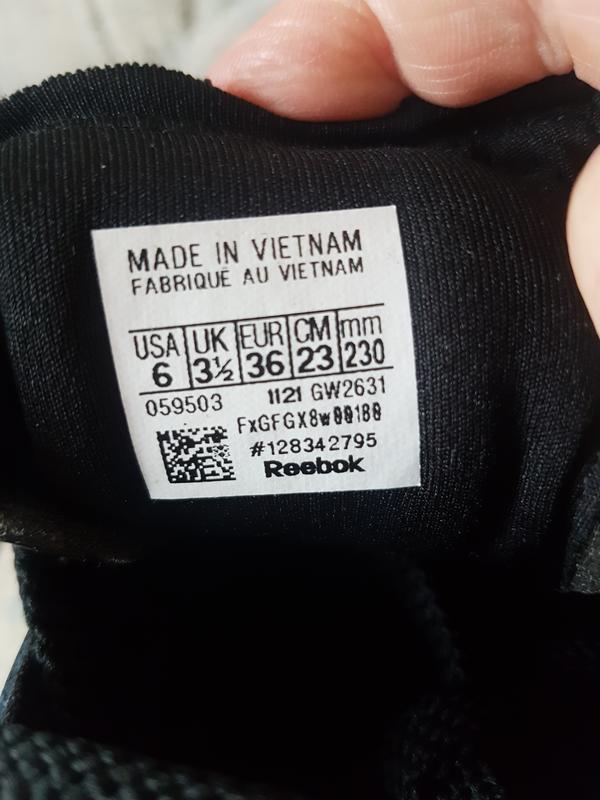 MADE IN VIETNAM
FABRIQUÉ AU VIETNAM
USA UK EUR CM mm
6 3½ 36 23 230
059503 1121 GW2631
#128342795
Reebok